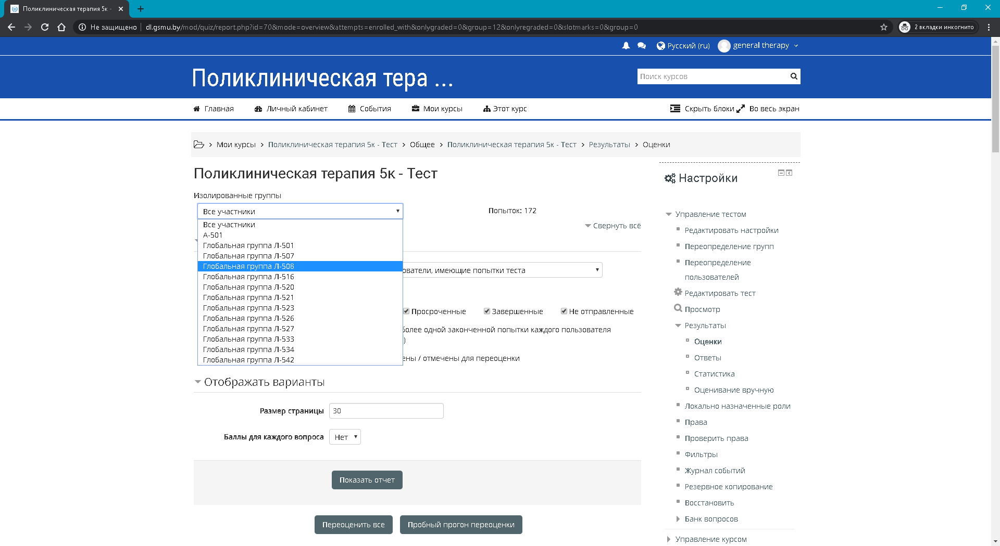 Поликлиническая терапия 5к -
Не защищено
dl.gsmu.by/mod/quiz/report.php?id=70&mode=overview&attempts=enrolled_with&onlygraded=0&group=12&onlyregraded=0&slotmarks=0&group=0
2 вкладки инкогнито
Русский (ru)
general therapy
Поликлиническая тера ...
Поиск курсов
Главная
Личный кабинет
События
Мои курсы
Этот курс
Скрыть блоки
Во весь экран
Мои курсы
Поликлиническая терапия 5к - Тест
Общее
Поликлиническая терапия 5к - Тест
Результаты
Оценки
Поликлиническая терапия 5к - Тест
Изолированные группы
Все участники
Попыток: 172
Свернуть всё
Все участники
А-501
Глобальная группа Л-501
Глобальная группа Л-507
Глобальная группа Л-508
Глобальная группа Л-516
Глобальная группа Л-520
Глобальная группа Л-521
Глобальная группа Л-523
Глобальная группа Л-526
Глобальная группа Л-527
Глобальная группа Л-533
Глобальная группа Л-534
Глобальная группа Л-542
ователи, имеющие попытки теста
Просроченные
Завершенные
Не отправленные
более одной законченной попытки каждого пользователя
)
ены / отмечены для переоценки
Отображать варианты
Размер страницы
30
Баллы для каждого вопроса
Нет
Показать отчет
Переоценить все
Пробный прогон переоценки
Настройки
Управление тестом
Редактировать настройки
Переопределение групп
Переопределение
пользователей
Редактировать тест
Просмотр
Результаты
Оценки
Ответы
Статистика
Оценивание вручную
Локально назначенные роли
Права
Проверить права
Фильтры
Журнал событий
Резервное копирование
Восстановить
Банк вопросов
Управление курсом